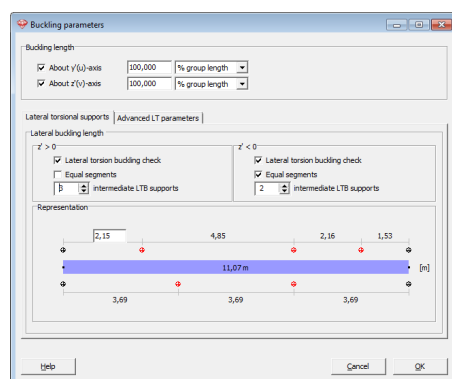 Buckling parameters
Buckling length
About y'(u)-axis 100,000 % group length
About z'(v)-axis 100,000 % group length
Lateral torsional supports Advanced LT parameters
Lateral buckling length
z' > 0 z' < 0
Lateral torsion buckling check Lateral torsion buckling check
Equal segments Equal segments
3 intermediate LTB supports 2 intermediate LTB supports
Representation
2,15 4,85 2,16 1,53
11,07 m [m]
3,69 3,69 3,69
Help Cancel OK